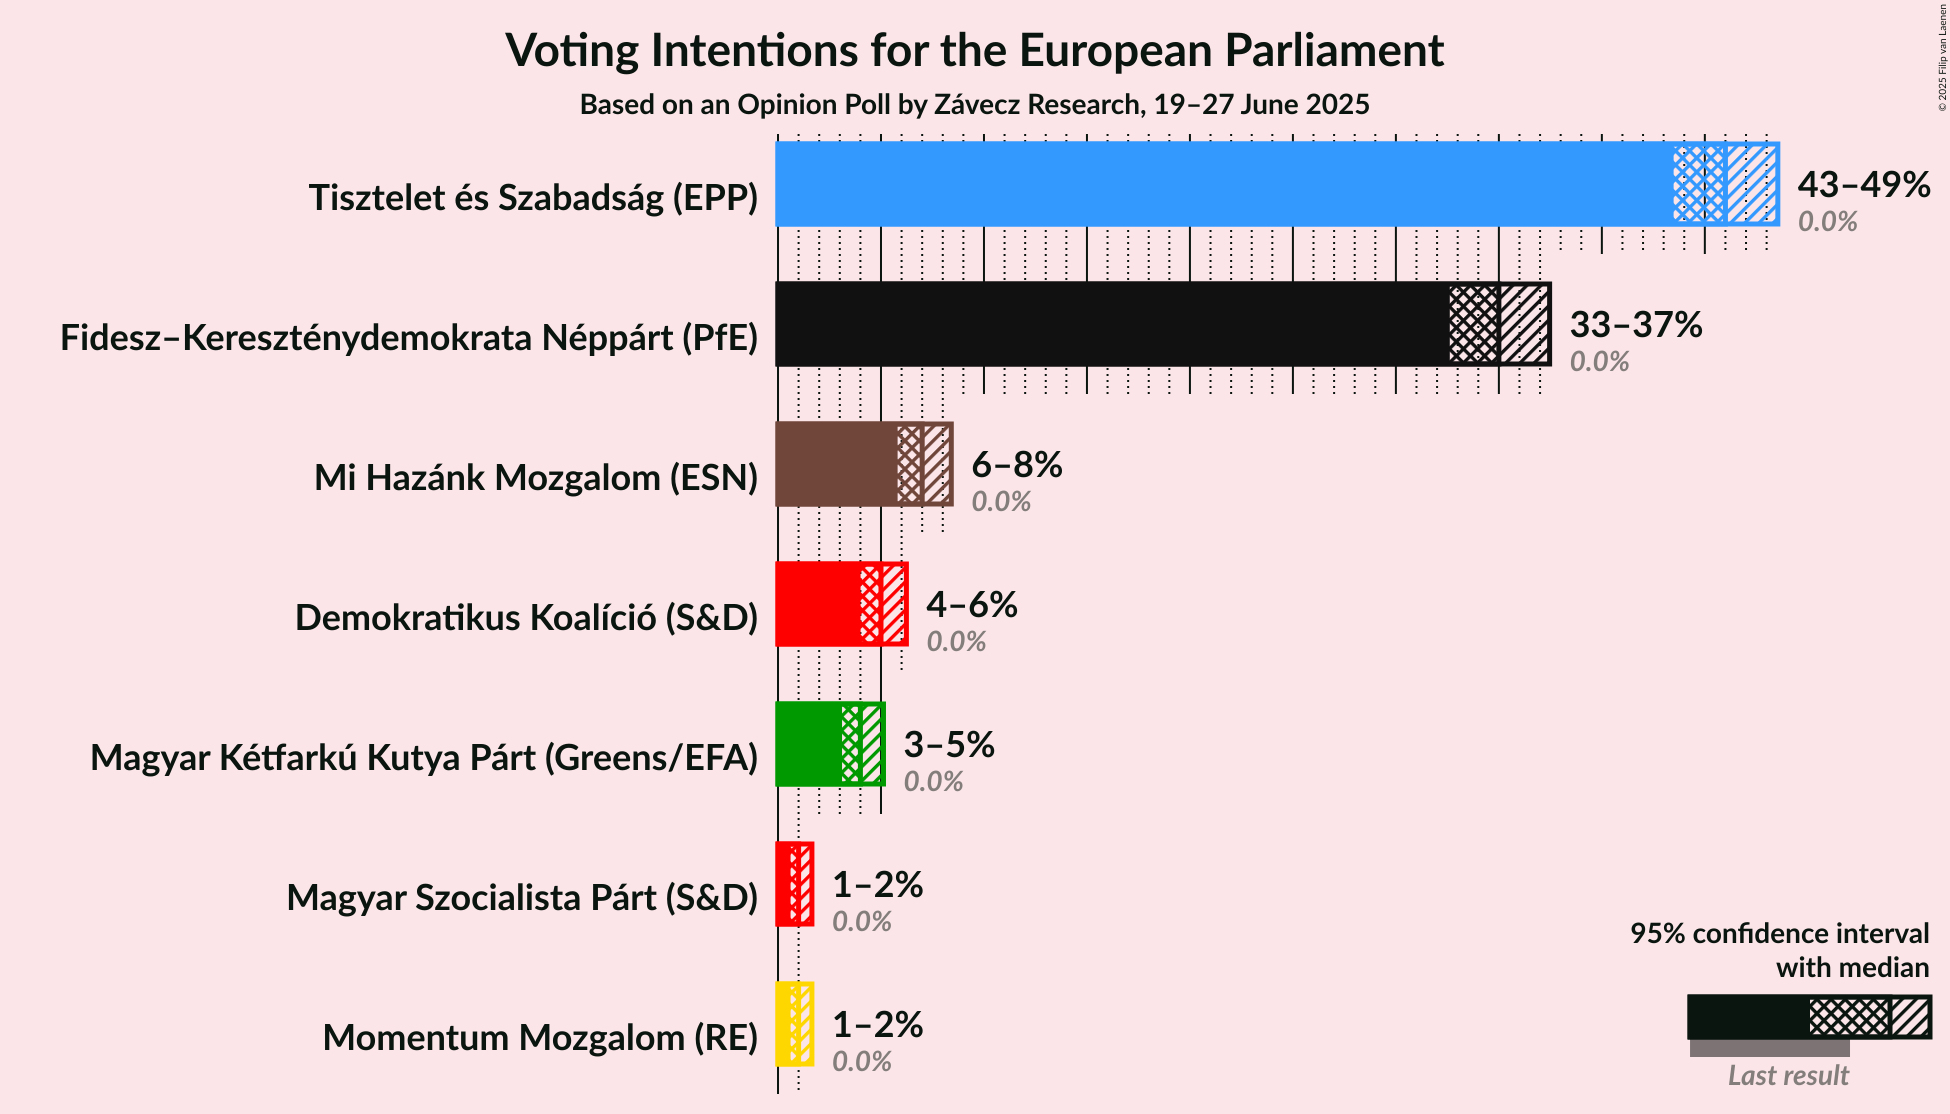 Voting Intentions for the European Parliament
Based on an Opinion Poll by Závecz Research, 19–27 June 2025
© 2025 Filip van Laenen
Tisztelet és Szabadság (EPP)
43–49%
0.0%
Fidesz–Kereszténydemokrata Néppárt (PfE)
33–37%
0.0%
Mi Hazánk Mozgalom (ESN)
6–8%
0.0%
Demokratikus Koalíció (S&D)
4–6%
0.0%
Magyar Kétfarkú Kutya Párt (Greens/EFA)
3–5%
0.0%
Magyar Szocialista Párt (S&D)
1–2%
0.0%
Momentum Mozgalom (RE)
1–2%
0.0%
95% confidence interval
with median
Last result